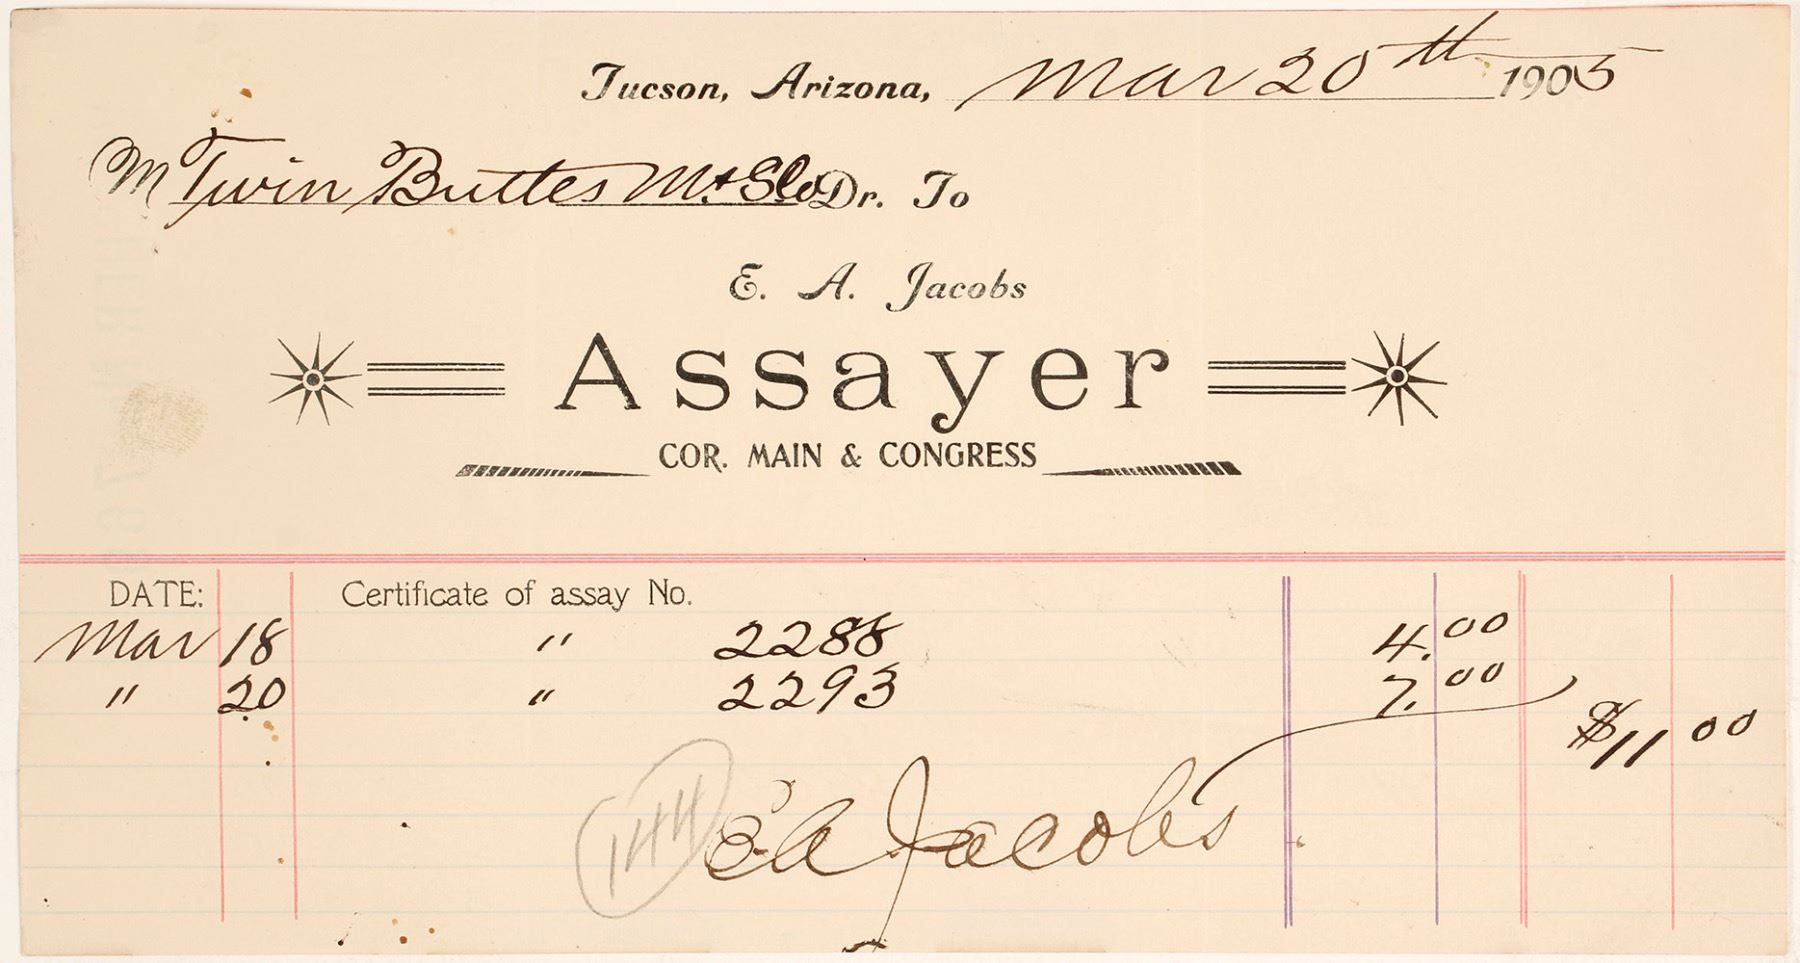 Tucson, Arizona, Mar 20th 1905
M Twin Buttes M. & S Co Dr. To
E. A. Jacobs
Assayer
COR. MAIN & CONGRESS
DATE: Certificate of assay No.
Mar 18 " 2288 4.00
" 20 " 2293 7.00
$11 00
144
E A Jacobs